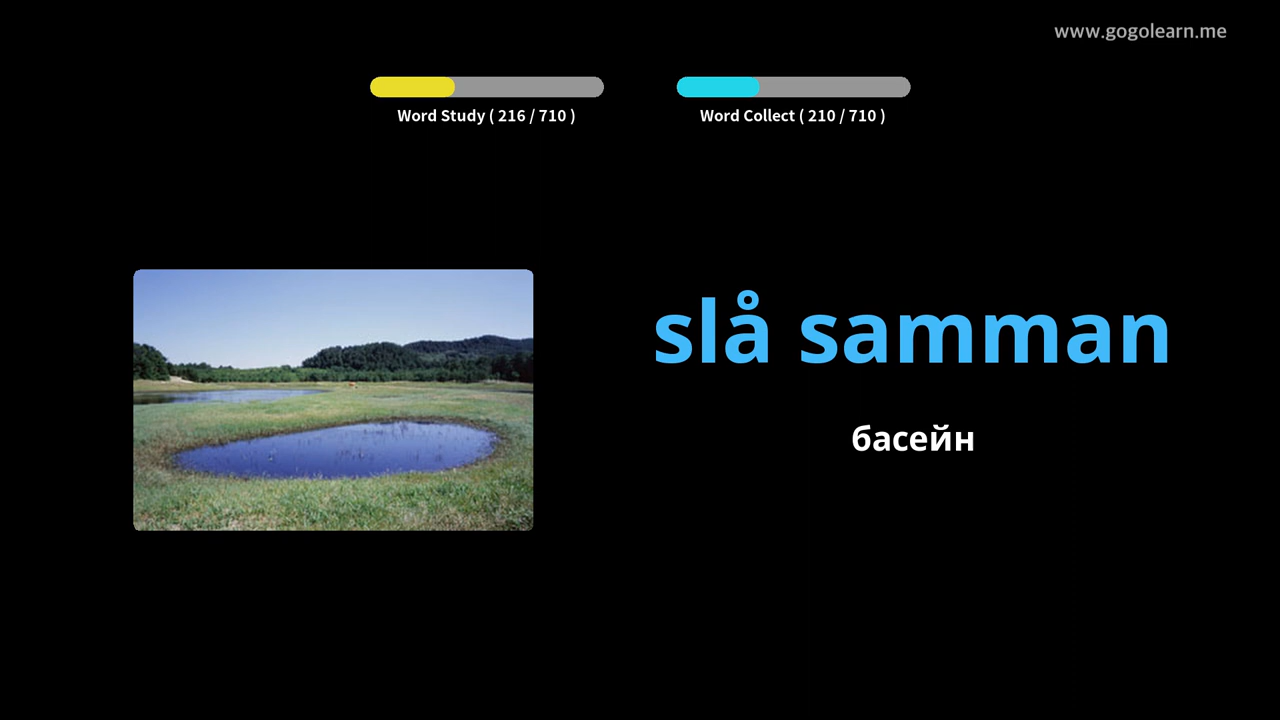 www.gogolearn.me
Word Study ( 216 / 710 )
Word Collect ( 210 / 710 )
slå samman
басейн